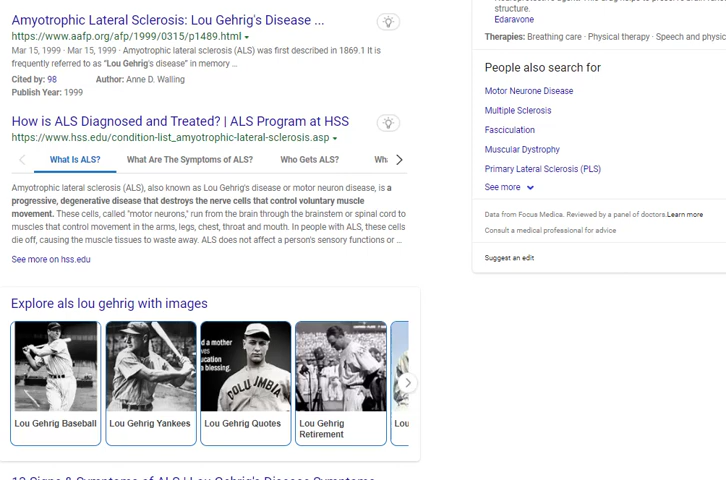 Amyotrophic Lateral Sclerosis: Lou Gehrig's Disease ...
https://www.aafp.org/afp/1999/0315/p1489.html
Mar 15, 1999 · Mar 15, 1999 · Amyotrophic lateral sclerosis (ALS) was first described in 1869.1 It is
frequently referred to as "Lou Gehrig's disease" in memory ...
Cited by: 98 Author: Anne D. Walling
Publish Year: 1999
How is ALS Diagnosed and Treated? | ALS Program at HSS
https://www.hss.edu/condition-list_amyotrophic-lateral-sclerosis.asp
What Is ALS? What Are The Symptoms of ALS? Who Gets ALS?
Amyotrophic lateral sclerosis (ALS), also known as Lou Gehrig's disease or motor neuron disease, is a
progressive, degenerative disease that destroys the nerve cells that control voluntary muscle
movement. These cells, called "motor neurons," run from the brain through the brainstem or spinal cord to
muscles that control movement in the arms, legs, chest, throat and mouth. In people with ALS, these cells
die off, causing the muscle tissues to waste away. ALS does not affect a person's sensory functions or ...
See more on hss.edu
Explore als lou gehrig with images
d a mother
ucation
a blessing.
COLUMBIA
Lou Gehrig Baseball
Lou Gehrig Yankees
Lou Gehrig Quotes
Lou Gehrig
Retirement
Lou
structure.
Edaravone
Therapies: Breathing care · Physical therapy · Speech and physic
People also search for
Motor Neurone Disease
Multiple Sclerosis
Fasciculation
Muscular Dystrophy
Primary Lateral Sclerosis (PLS)
See more
Data from Focus Medica. Reviewed by a panel of doctors.Learn more
Consult a medical professional for advice
Suggest an edit